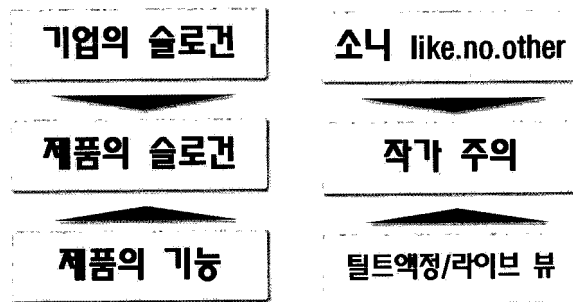 기업의 슬로건
소니 like.no.other
제품의 슬로건
작가 주의
제품의 기능
틸트액정/라이브 뷰